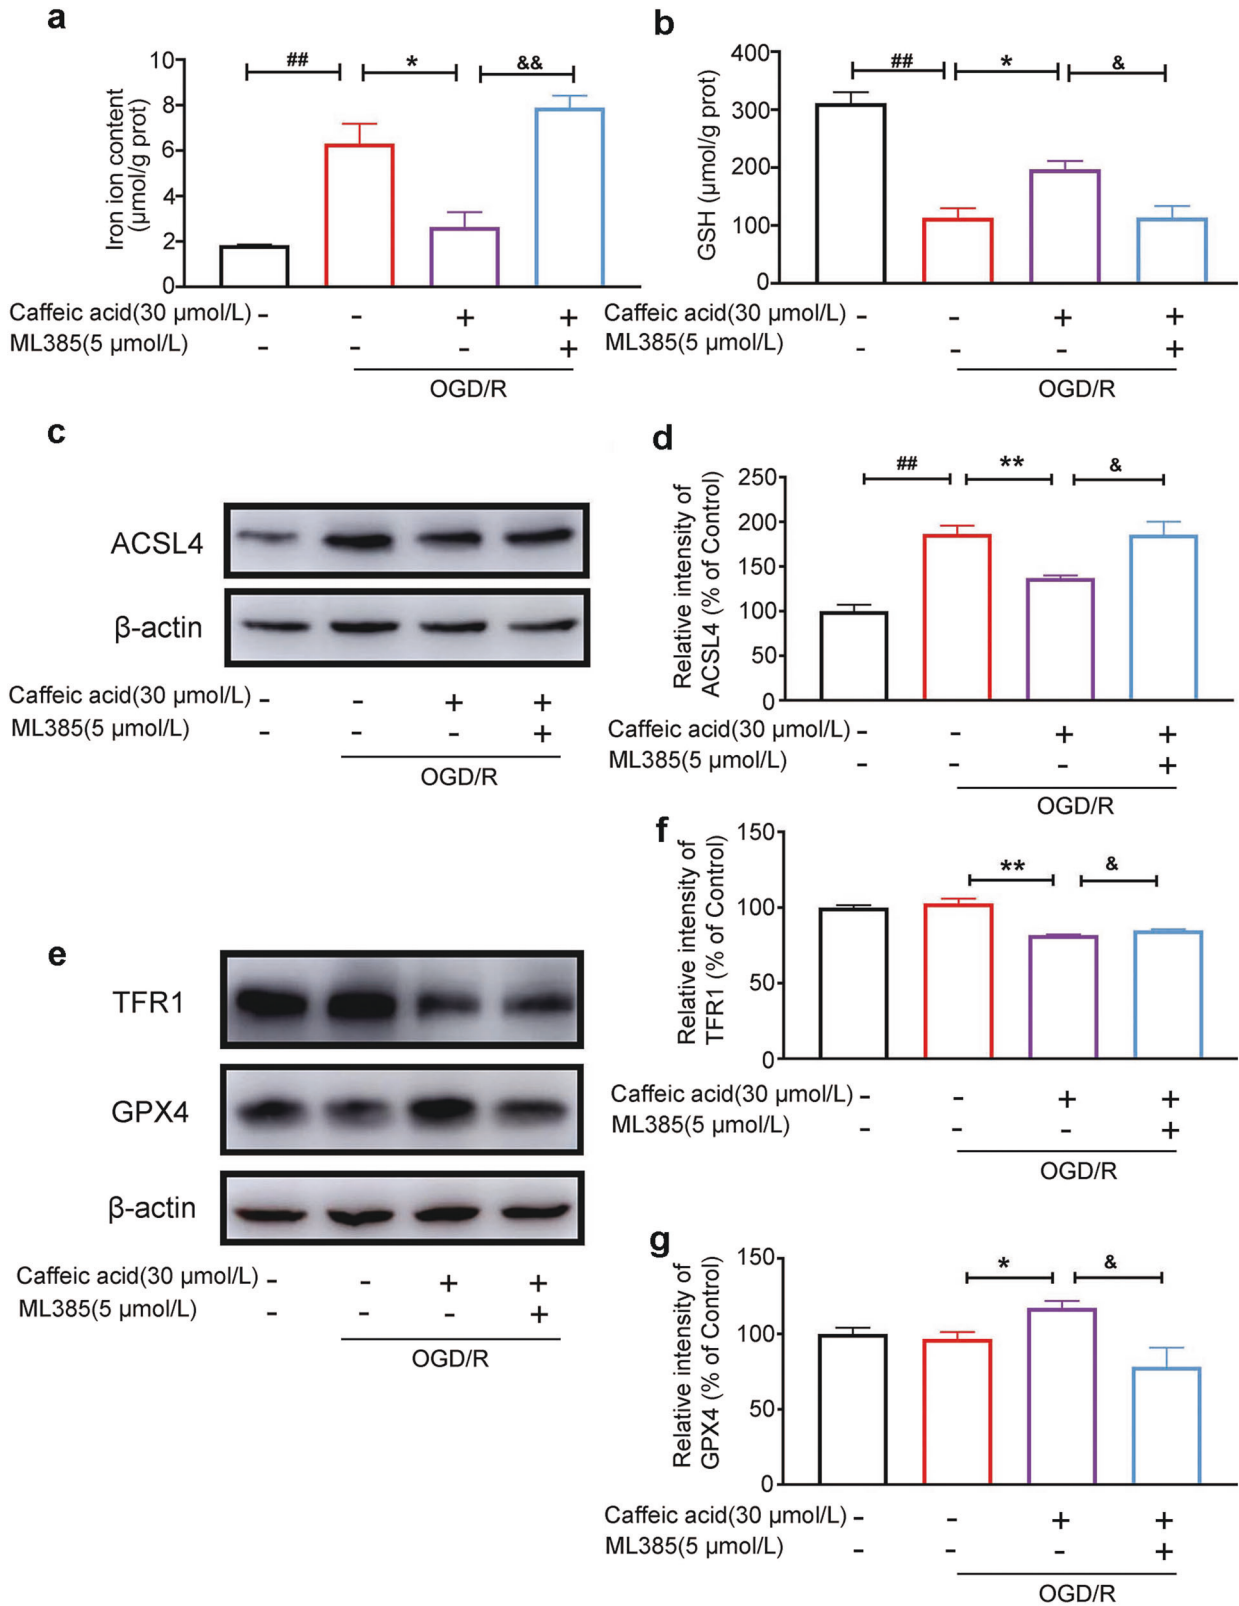 a
10
8
6
4
2
0
Iron ion content
(μmol/g prot)
## * &&
Caffeic acid(30 μmol/L) - - + +
ML385(5 μmol/L) - - - +
OGD/R
b
400
300
200
100
0
GSH (μmol/g prot)
## * &
Caffeic acid(30 μmol/L) - - + +
ML385(5 μmol/L) - - - +
OGD/R
c
ACSL4
β-actin
Caffeic acid(30 μmol/L) - - + +
ML385(5 μmol/L) - - - +
OGD/R
d
250
200
150
100
50
0
Relative intensity of
ACSL4 (% of Control)
## ** &
Caffeic acid(30 μmol/L) - - + +
ML385(5 μmol/L) - - - +
OGD/R
e
TFR1
GPX4
β-actin
Caffeic acid(30 μmol/L) - - + +
ML385(5 μmol/L) - - - +
OGD/R
f
150
100
50
0
Relative intensity of
TFR1 (% of Control)
** &
Caffeic acid(30 μmol/L) - - + +
ML385(5 μmol/L) - - - +
OGD/R
g
150
100
50
0
Relative intensity of
GPX4 (% of Control)
* &
Caffeic acid(30 μmol/L) - - + +
ML385(5 μmol/L) - - - +
OGD/R